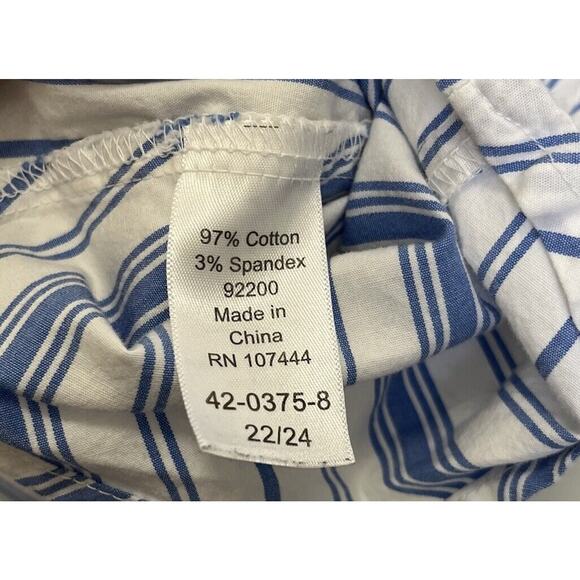 97% Cotton
3% Spandex
92200
Made in
China
RN 107444
42-0375-8
22/24